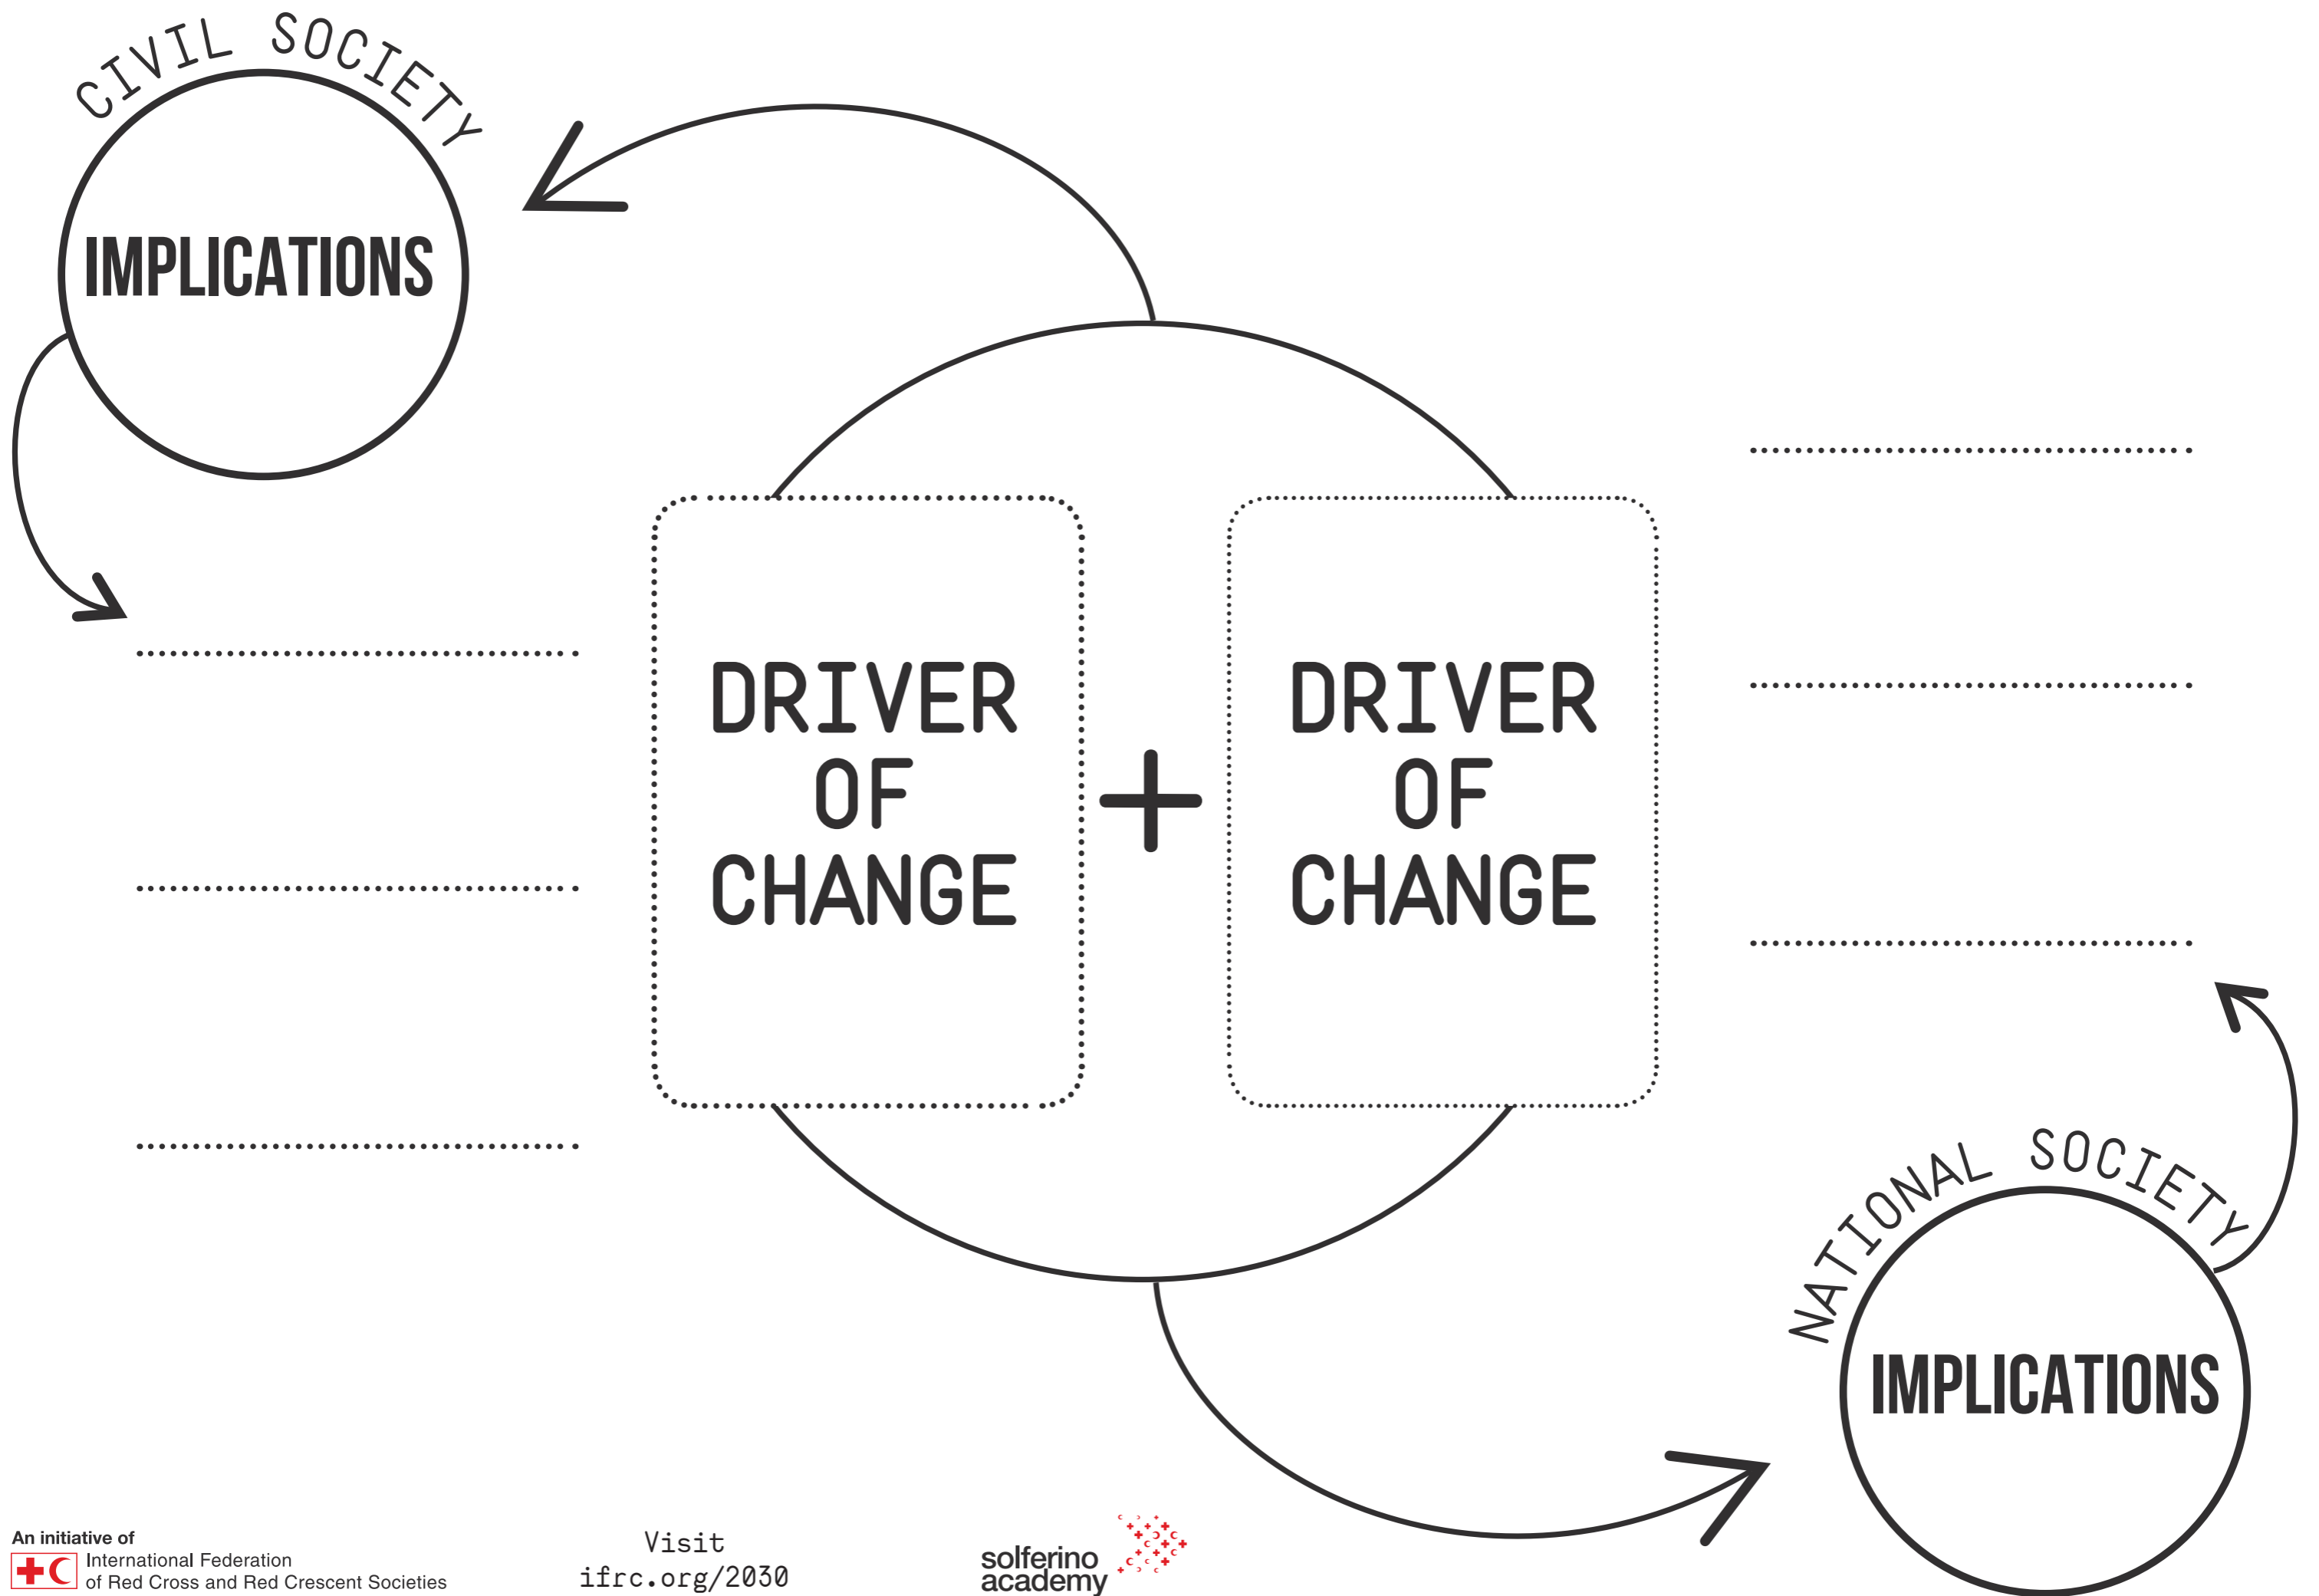 CIVIL SOCIETY
IMPLICATIONS
DRIVER
OF
CHANGE
+
DRIVER
OF
CHANGE
NATIONAL SOCIETY
IMPLICATIONS
An initiative of
International Federation
of Red Cross and Red Crescent Societies
Visit
ifrc.org/2030
solferino
academy